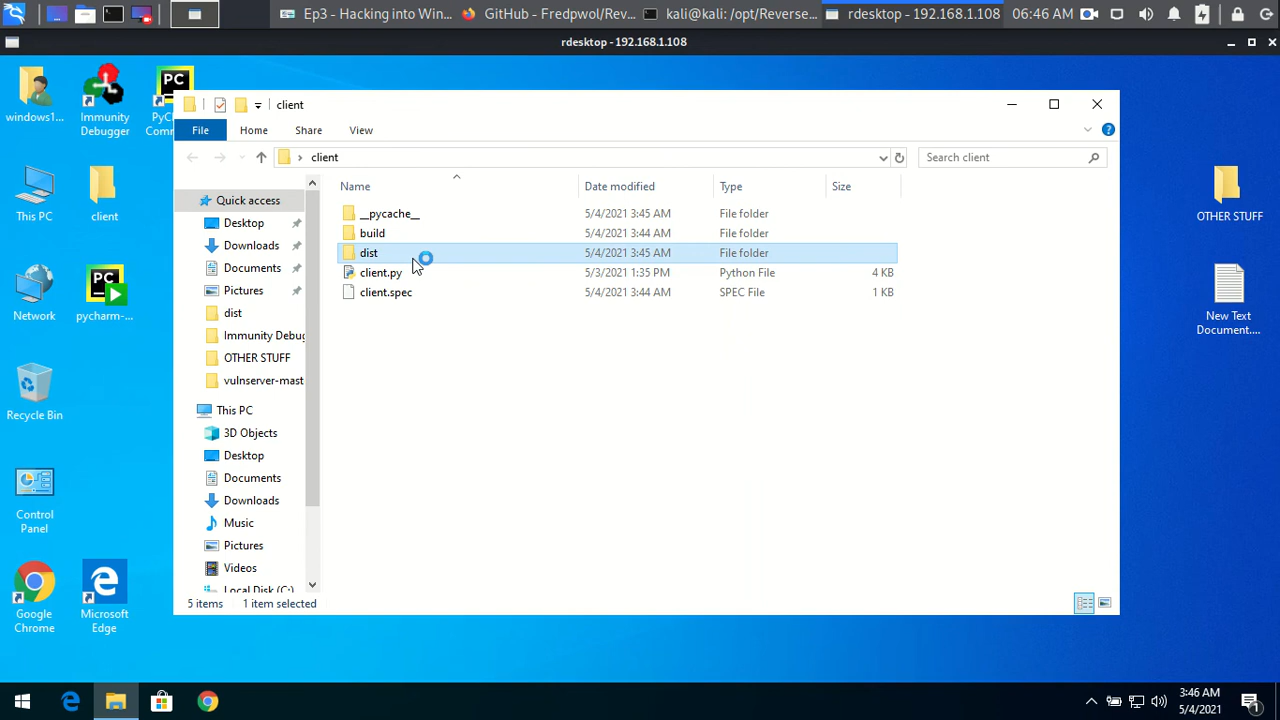 Ep3 - Hacking into Win...
GitHub - Fredpwol/Rev...
kali@kali: /opt/Reverse...
rdesktop - 192.168.1.108
06:46 AM
rdesktop - 192.168.1.108
windows1...
Immunity
Debugger
PyCh
Comm
This PC
client
Network
pycharm-...
Recycle Bin
Control
Panel
Google
Chrome
Microsoft
Edge
OTHER STUFF
New Text
Document....
client
File
Home
Share
View
client
Search client
Quick access
Desktop
Downloads
Documents
Pictures
dist
Immunity Debug
OTHER STUFF
vulnserver-mast
This PC
3D Objects
Desktop
Documents
Downloads
Music
Pictures
Videos
Local Disk (C:)
Name Date modified Type Size
__pycache__ 5/4/2021 3:45 AM File folder
build 5/4/2021 3:44 AM File folder
dist 5/4/2021 3:45 AM File folder
client.py 5/3/2021 1:35 PM Python File 4 KB
client.spec 5/4/2021 3:44 AM SPEC File 1 KB
5 items 1 item selected
3:46 AM
5/4/2021
1